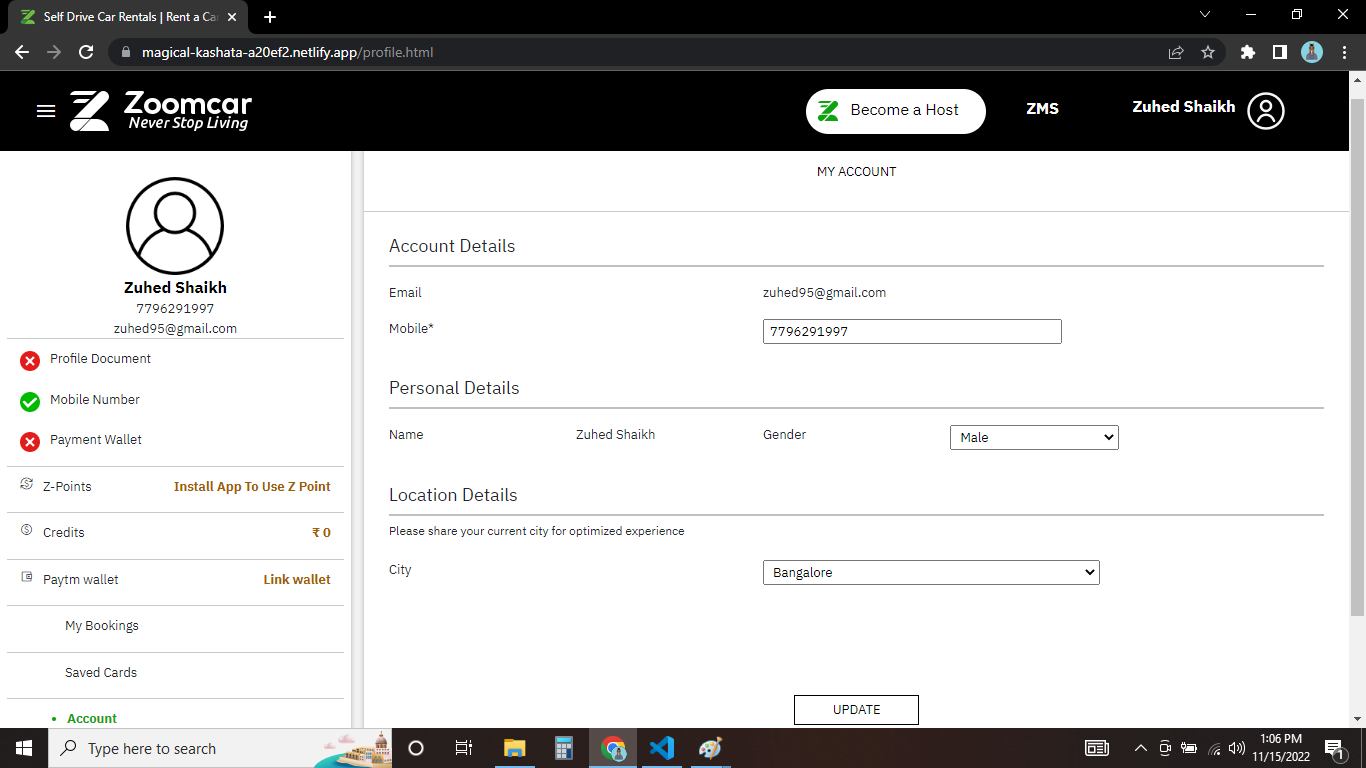 Self Drive Car Rentals | Rent a Ca
magical-kashata-a20ef2.netlify.app/profile.html
Zoomcar
Never Stop Living
Become a Host
ZMS
Zuhed Shaikh
Zuhed Shaikh
7796291997
zuhed95@gmail.com
Profile Document
Mobile Number
Payment Wallet
Z-Points Install App To Use Z Point
Credits ₹ 0
Paytm wallet Link wallet
My Bookings
Saved Cards
• Account
MY ACCOUNT
Account Details
Email zuhed95@gmail.com
Mobile* 7796291997
Personal Details
Name Zuhed Shaikh Gender Male
Location Details
Please share your current city for optimized experience
City Bangalore
UPDATE
Type here to search
1:06 PM
11/15/2022
1